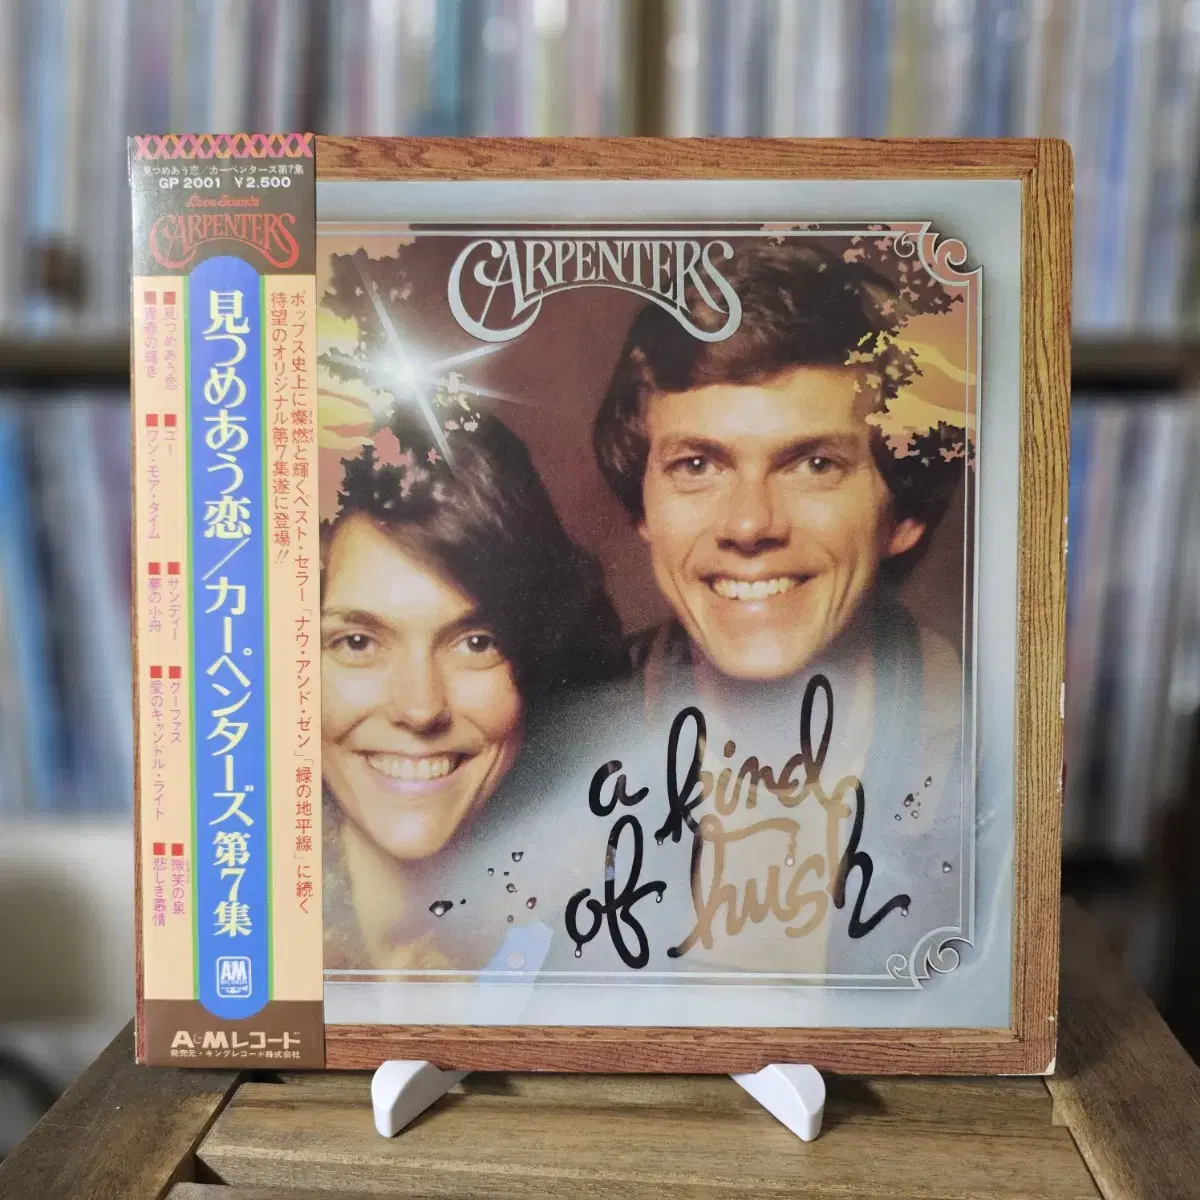 見つめあう恋/カーペンターズ第7集
GP 2001 ¥2,500
Love Sounds
CARPENTERS
ポップス史上に燦燃と輝くベスト・セラー「ナウ・アンド・ゼン」「緑の地平線」に続く
待望のオリジナル第7集遂に登場!!
見つめあう恋/カーペンターズ第7集
■見つめあう恋 ■ユー ■サンディー ■グーファス ■微笑の泉
■青春の輝き ■ワン・モア・タイム ■夢の小舟 ■愛のキャンドル・ライト ■悲しき慕情
AM
RECORDS
A&Mレコード
発売元・キングレコード株式会社
CARPENTERS
a kind
of hush